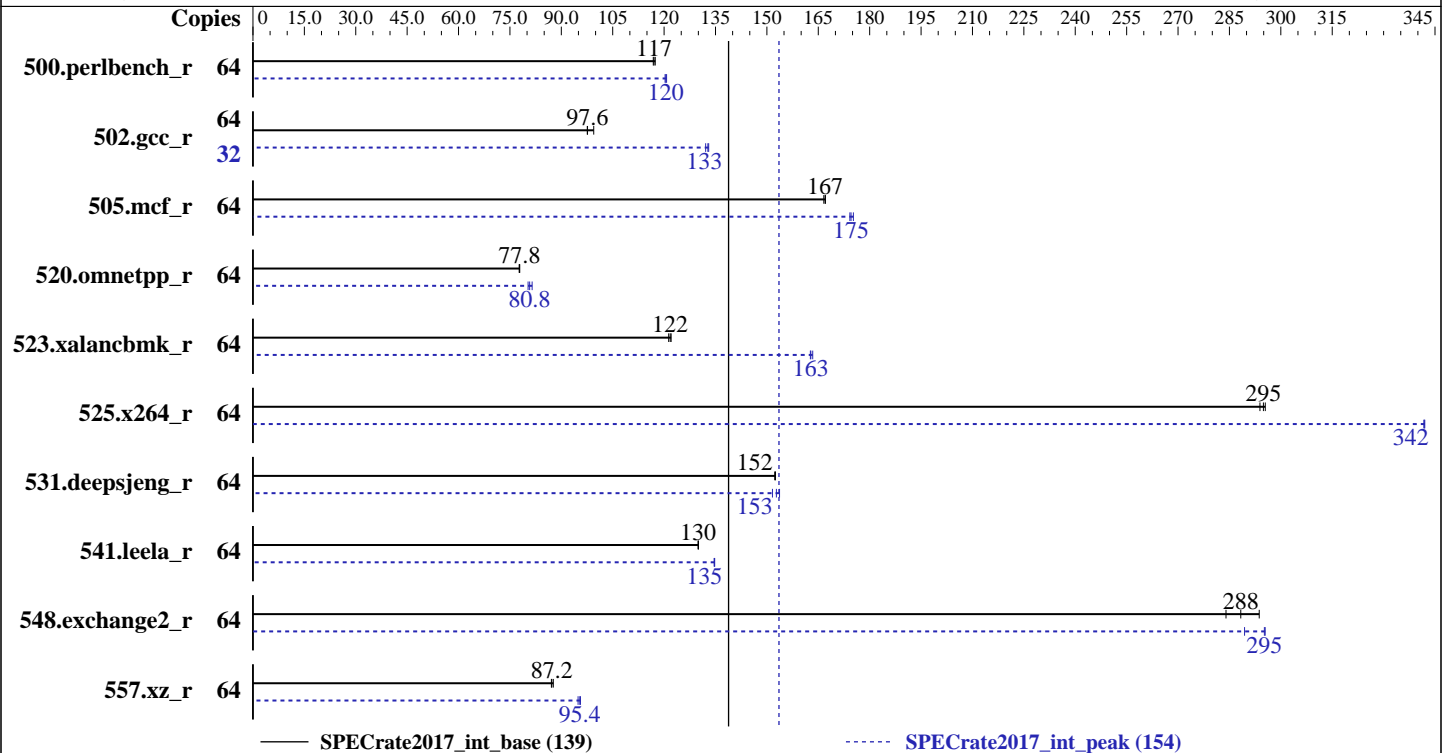 Copies 0 15.0 30.0 45.0 60.0 75.0 90.0 105 120 135 150 165 180 195 210 225 240 255 270 285 300 315 345
500.perlbench_r 64 117
120
502.gcc_r 64 97.6
32 133
505.mcf_r 64 167
175
520.omnetpp_r 64 77.8
80.8
523.xalancbmk_r 64 122
163
525.x264_r 64 295
342
531.deepsjeng_r 64 152
153
541.leela_r 64 130
135
548.exchange2_r 64 288
295
557.xz_r 64 87.2
95.4
SPECrate2017_int_base (139) SPECrate2017_int_peak (154)